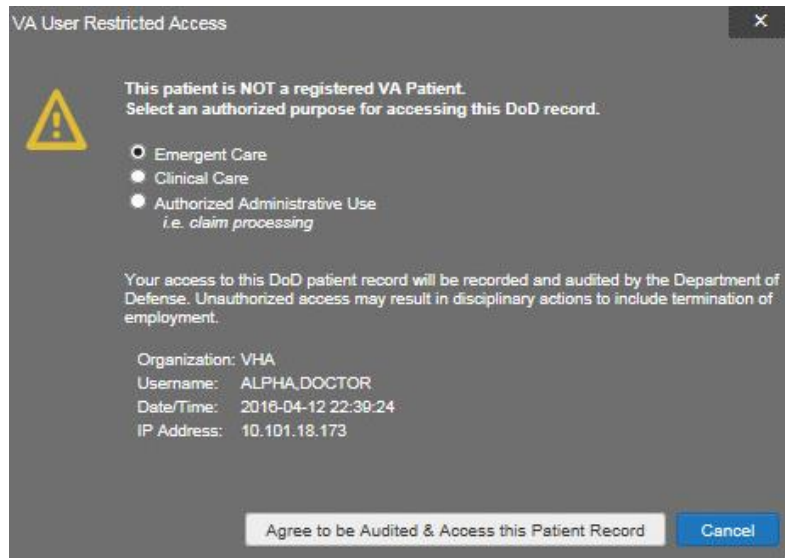 VA User Restricted Access
This patient is NOT a registered VA Patient.
Select an authorized purpose for accessing this DoD record.
Emergent Care
Clinical Care
Authorized Administrative Use
i.e. claim processing
Your access to this DoD patient record will be recorded and audited by the Department of
Defense. Unauthorized access may result in disciplinary actions to include termination of
employment.
Organization: VHA
Username: ALPHA,DOCTOR
Date/Time: 2016-04-12 22:39:24
IP Address: 10.101.18.173
Agree to be Audited & Access this Patient Record Cancel